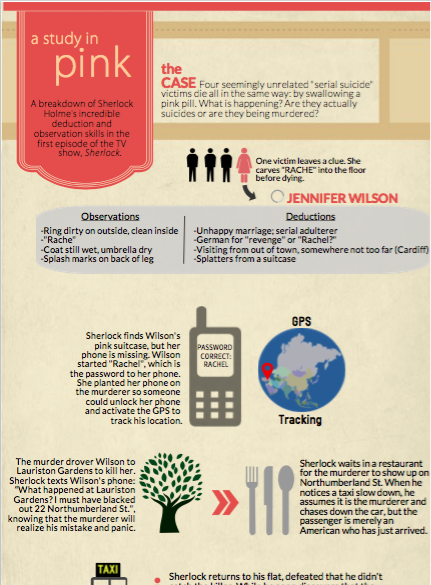 a study in
pink
A breakdown of Sherlock
Holme's incredible
deduction and
observation skills in the
first episode of the TV
show, Sherlock.
the
CASE Four seemingly unrelated "serial suicide"
victims die all in the same way: by swallowing a
pink pill. What is happening? Are they actually
suicides or are they being murdered?
One victim leaves a clue. She
carves "RACHE" into the floor
before dying.
JENNIFER WILSON
Observations
-Ring dirty on outside, clean inside
-"Rache"
-Coat still wet, umbrella dry
-Splash marks on back of leg
Deductions
-Unhappy marriage; serial adulterer
-German for "revenge" or "Rachel?"
-Visiting from out of town, somewhere not too far (Cardiff)
-Splatters from a suitcase
Sherlock finds Wilson's
pink suitcase, but her
phone is missing. Wilson
started "Rachel", which is
the password to her phone.
She planted her phone on
the murderer so someone
could unlock her phone
and activate the GPS to
track his location.
PASSWORD
CORRECT:
RACHEL
GPS
Tracking
The murder drover Wilson to
Lauriston Gardens to kill her.
Sherlock texts Wilson's phone:
"What happened at Lauriston
Gardens? I must have blacked
out 22 Northumberland St.",
knowing that the murderer will
realize his mistake and panic.
Sherlock waits in a restaurant
for the murderer to show up on
Northumberland St. When he
notices a taxi slow down, he
assumes it is the murderer and
chases down the car, but the
passenger is merely an
American who has just arrived.
TAXI
Sherlock returns to his flat, defeated that he didn't